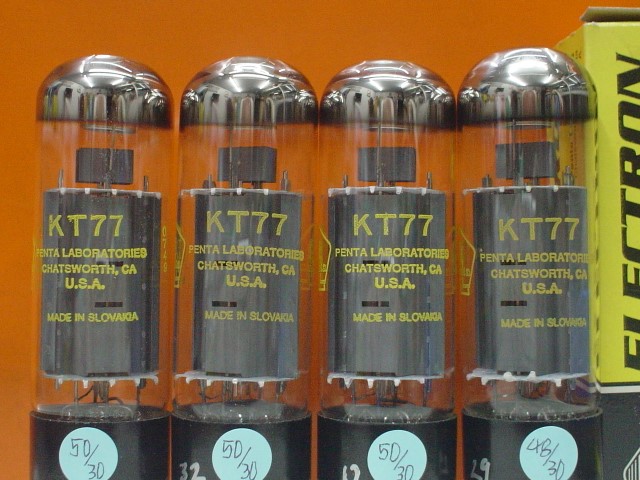 KT77
PENTA LABORATORIES
CHATSWORTH, CA
U.S.A.
MADE IN SLOVAKIA
50/30
KT77
PENTA LABORATORIES
CHATSWORTH, CA
U.S.A.
MADE IN SLOVAKIA
50/30
32
KT77
PENTA LABORATORIES
CHATSWORTH, CA
U.S.A.
MADE IN SLOVAKIA
50/30
KT77
PENTA LABORATORIES
CHATSWORTH, CA
U.S.A.
MADE IN SLOVAKIA
48/30
49
ELECTRON